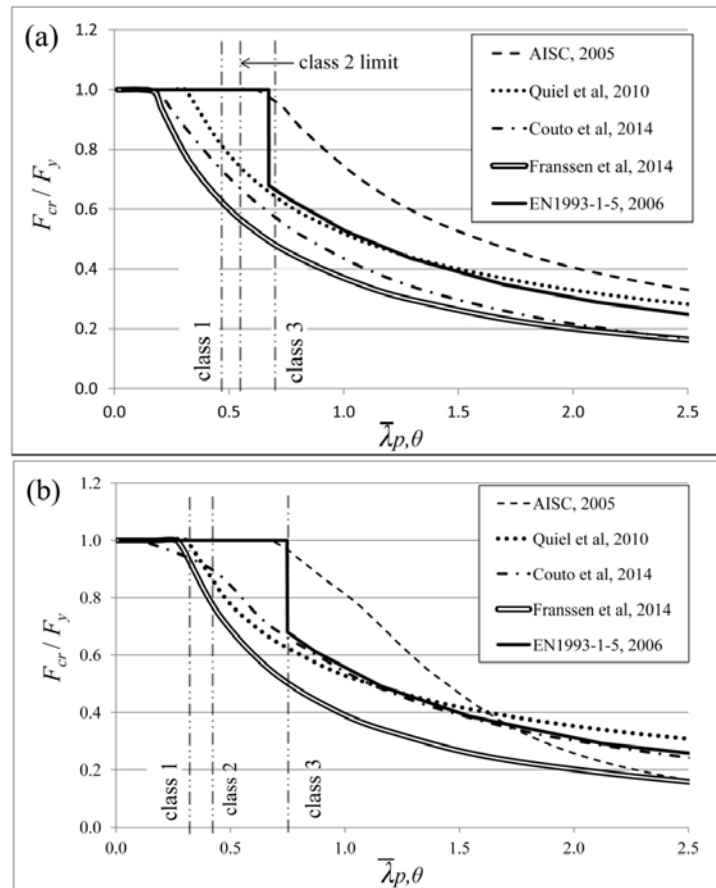 (a)
1.2
1.0
0.8
0.6
0.4
0.2
0.0
F_cr / F_y
class 2 limit
AISC, 2005
Quiel et al, 2010
Couto et al, 2014
Franssen et al, 2014
EN1993-1-5, 2006
class 1
class 3
0.0 0.5 1.0 1.5 2.0 2.5
λ̅p,θ
(b)
1.2
1.0
0.8
0.6
0.4
0.2
0.0
F_cr / F_y
AISC, 2005
Quiel et al, 2010
Couto et al, 2014
Franssen et al, 2014
EN1993-1-5, 2006
class 1
class 2
class 3
0.0 0.5 1.0 1.5 2.0 2.5
λ̅p,θ